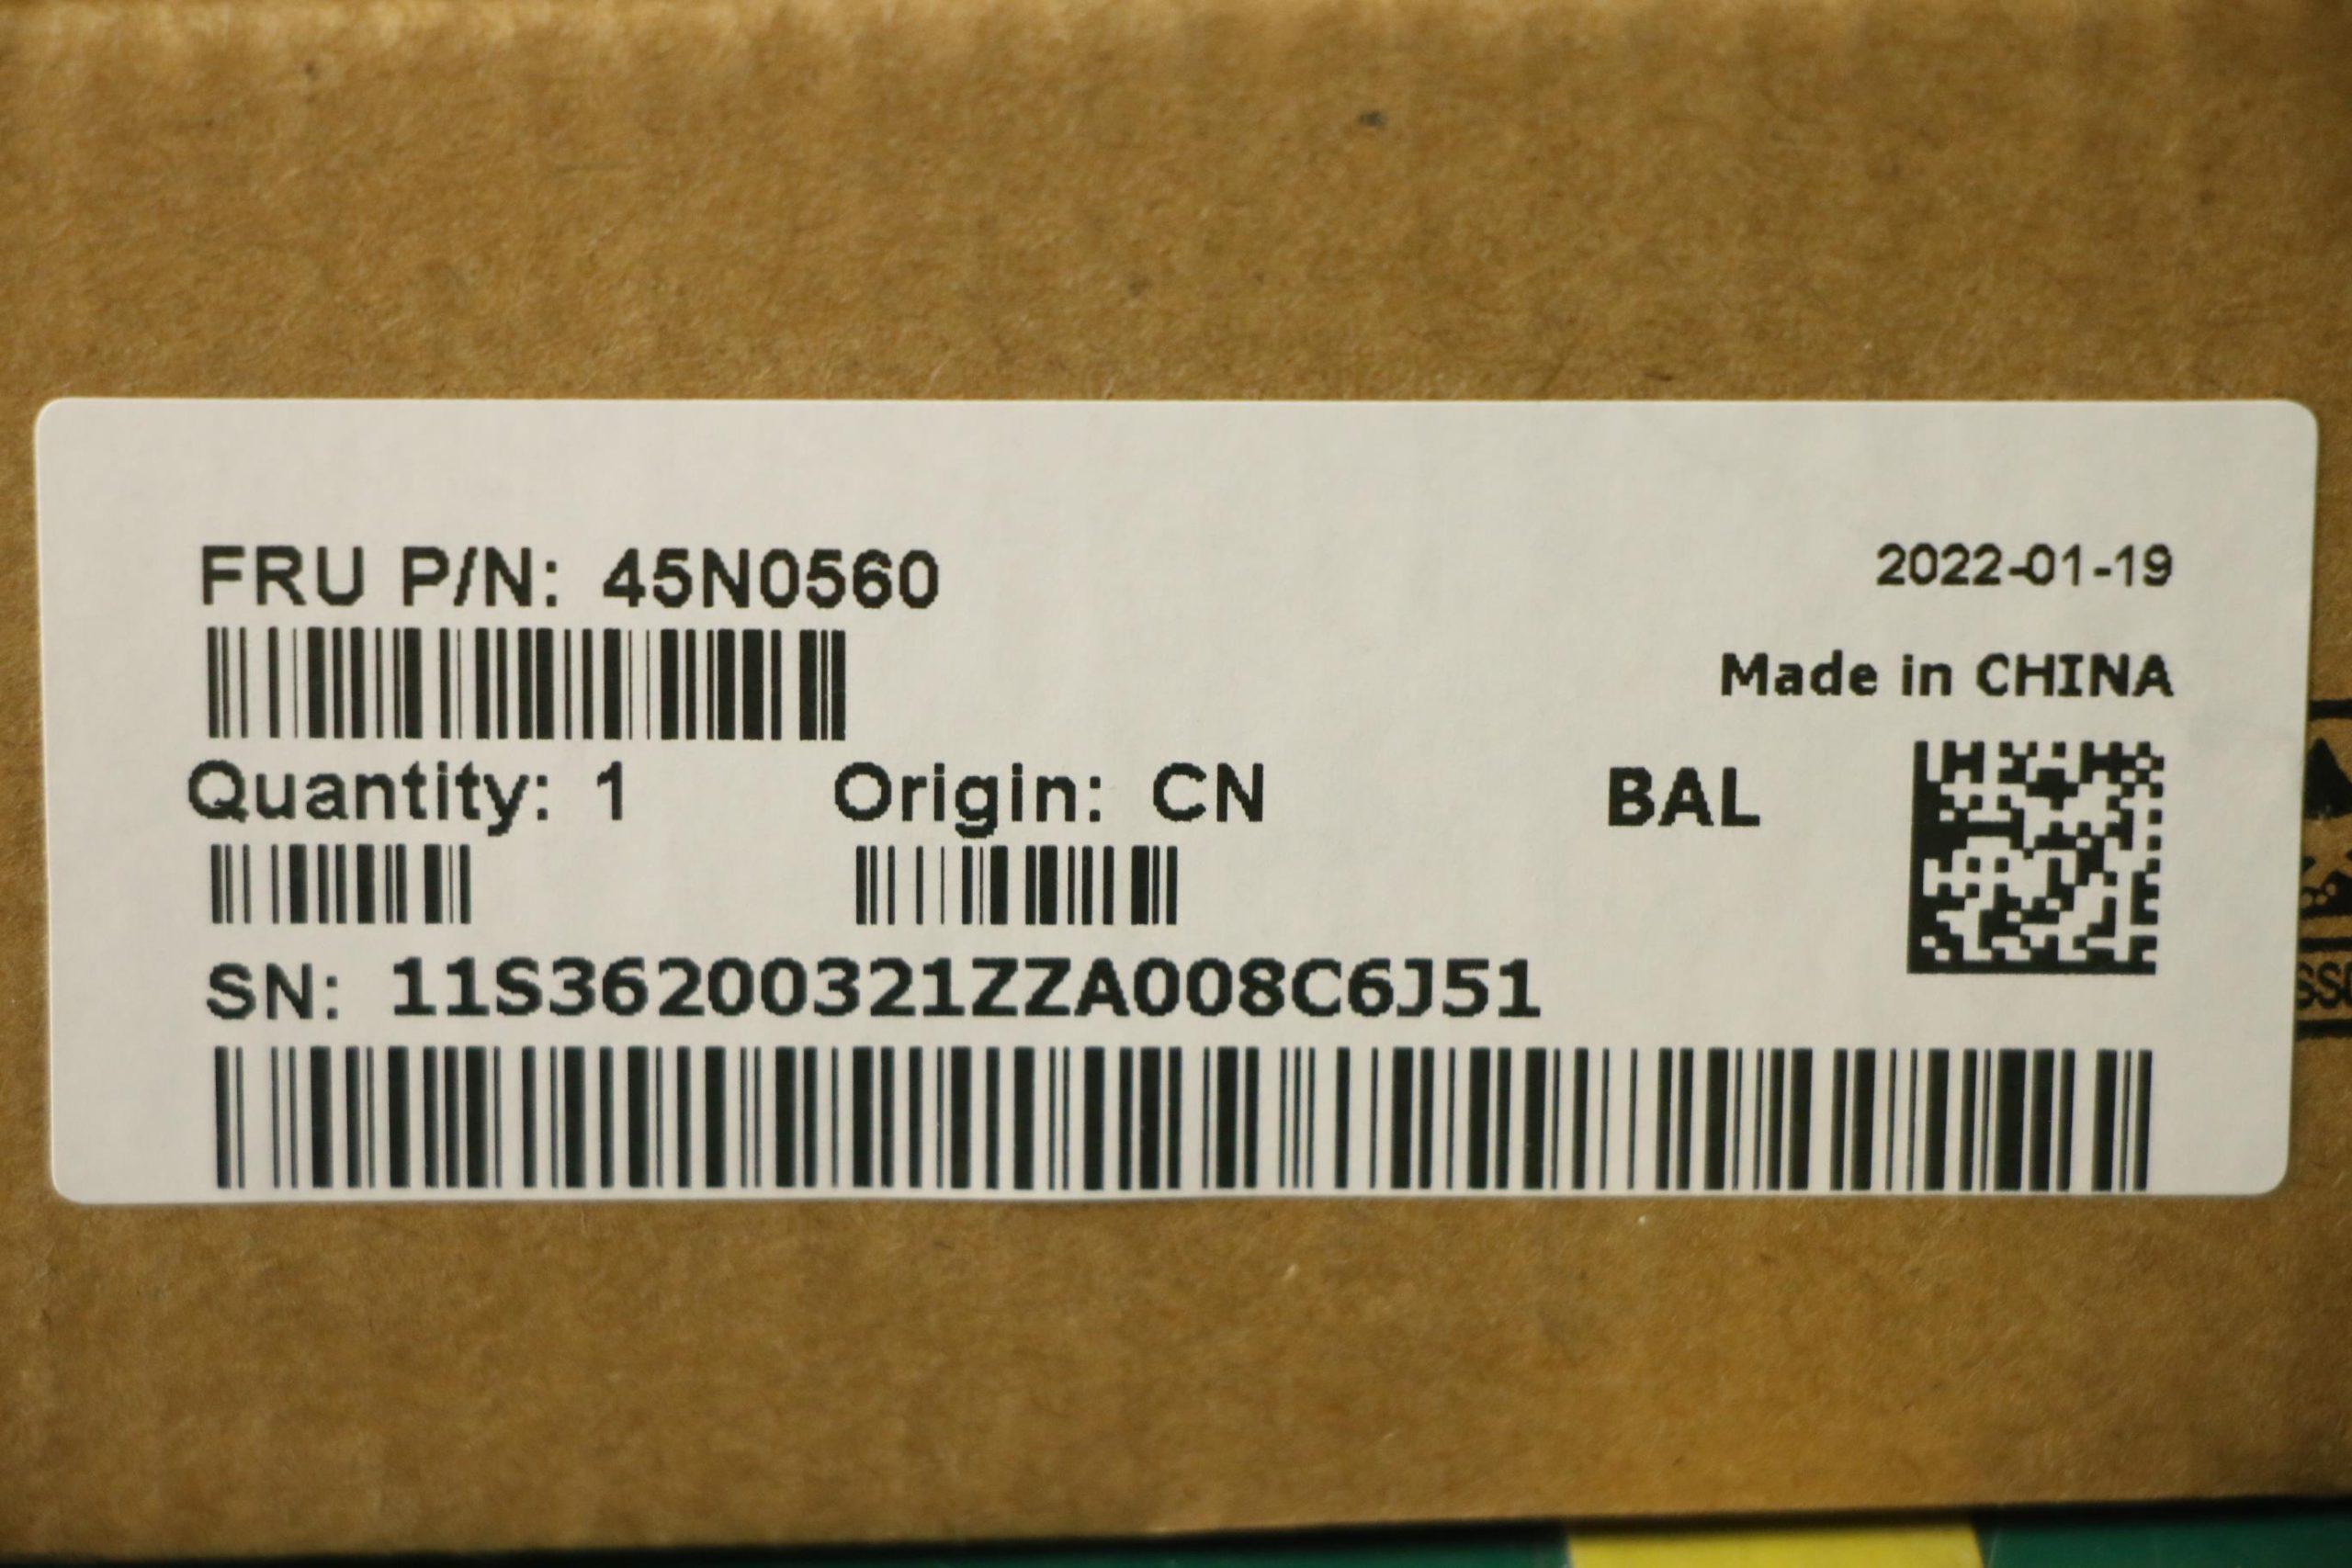 FRU P/N: 45N0560
2022-01-19
Made in CHINA
Quantity: 1
Origin: CN
BAL
SN: 11S36200321ZZA008C6J51